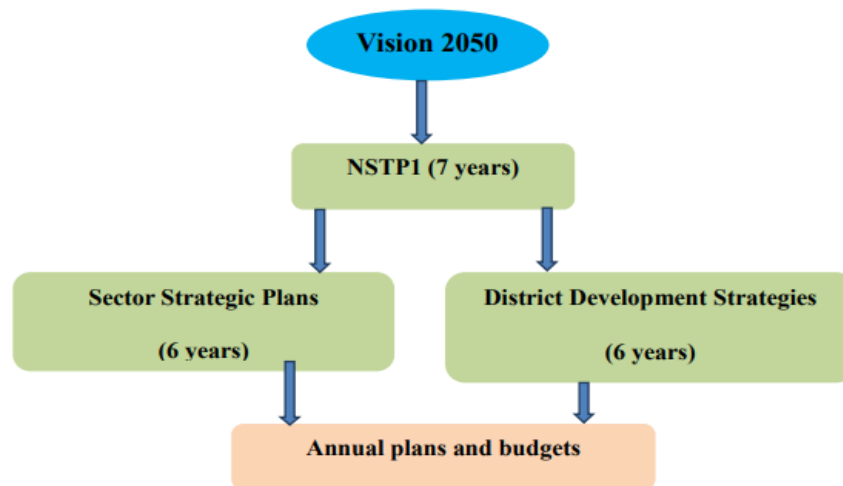 Vision 2050
NSTP1 (7 years)
Sector Strategic Plans
(6 years)
District Development Strategies
(6 years)
Annual plans and budgets